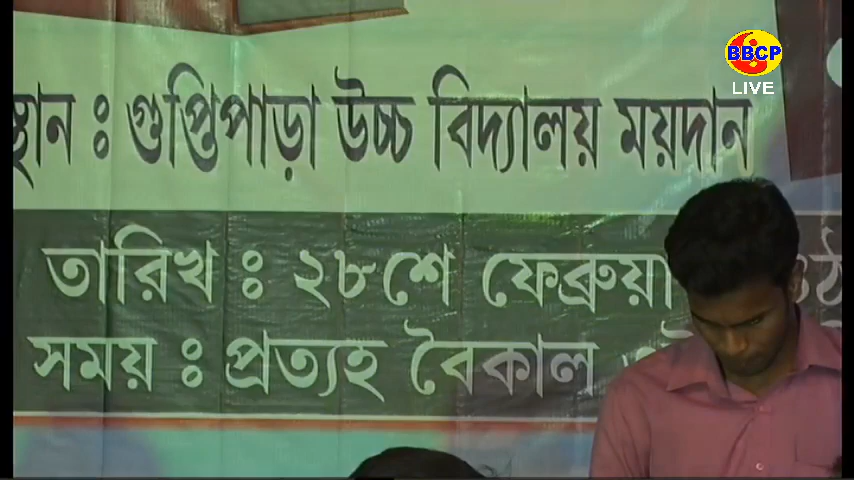 BBCP
LIVE
স্থান : গুপ্তিপাড়া উচ্চ বিদ্যালয় ময়দান
তারিখ : ২৮শে
সময় : প্রত্যহ বৈকাল